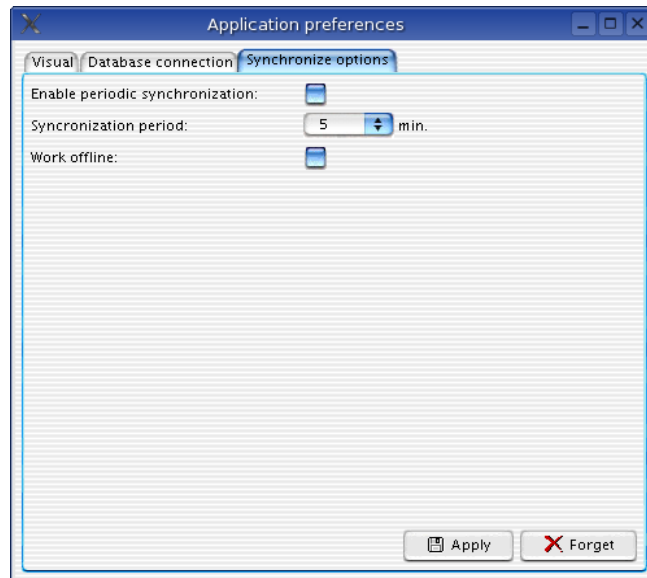 Application preferences
Visual Database connection Synchronize options
Enable periodic synchronization:
Syncronization period: 5 min.
Work offline:
Apply Forget